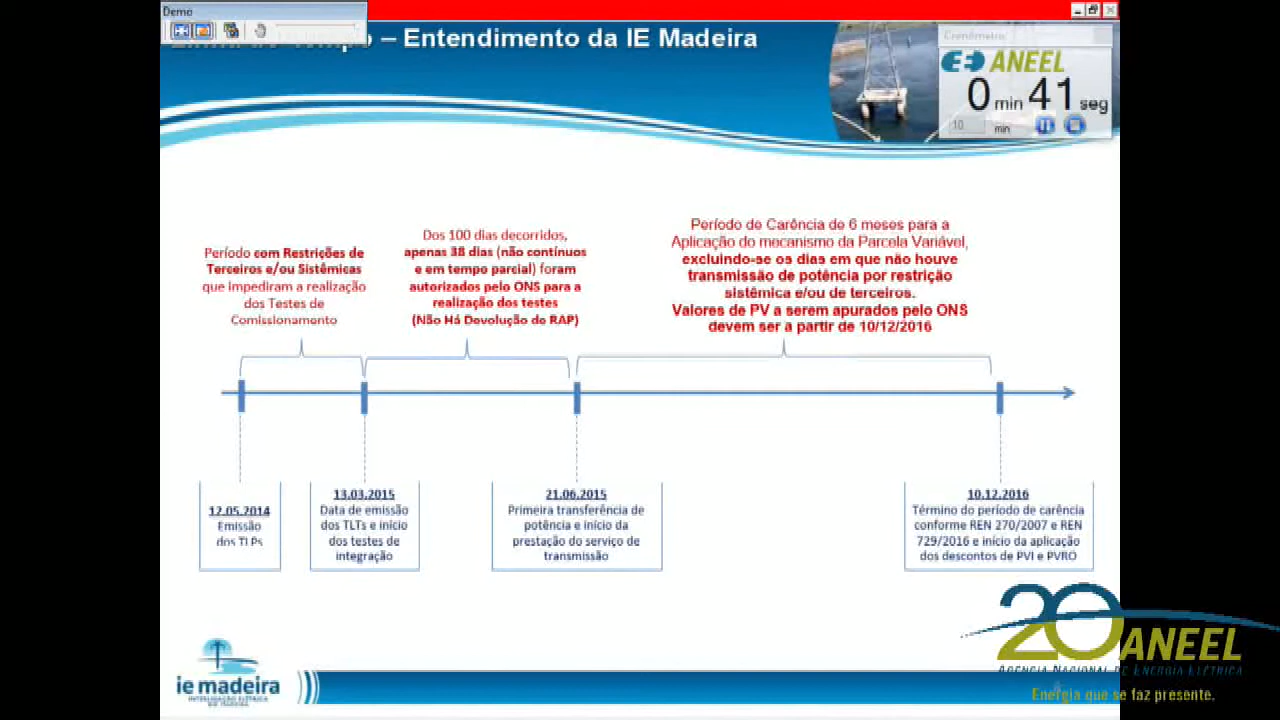 Demo
– Entendimento da IE Madeira
Cronômetro
ANEEL
0 min 41 seg
10 min
Período com Restrições de
Terceiros e/ou Sistêmicas
que impediram a realização
dos Testes de
Comissionamento
Dos 100 dias decorridos,
apenas 38 dias (não contínuos
e em tempo parcial) foram
autorizados pelo ONS para a
realização dos testes
(Não Há Devolução de RAP)
Período de Carência de 6 meses para a
Aplicação do mecanismo da Parcela Variável,
excluindo-se os dias em que não houve
transmissão de potência por restrição
sistêmica e/ou de terceiros.
Valores de PV a serem apurados pelo ONS
devem ser a partir de 10/12/2016
12.05.2014
Emissão
dos TLPs
13.03.2015
Data de emissão
dos TLTs e início
dos testes de
integração
21.06.2015
Primeira transferência de
potência e início da
prestação do serviço de
transmissão
10.12.2016
Término do período de carência
conforme REN 270/2007 e REN
729/2016 e início da aplicação
dos descontos de PVI e PVRO
ie madeira
INTERLIGAÇÃO ELÉTRICA
DO MADEIRA
20 ANEEL
AGÊNCIA NACIONAL DE ENERGIA ELÉTRICA
Energia que se faz presente.